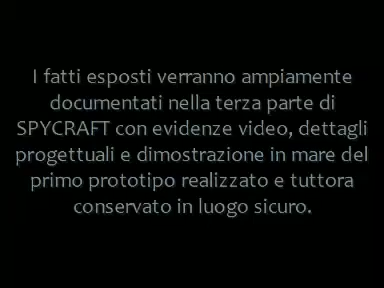 I fatti esposti verranno ampiamente
documentati nella terza parte di
SPYCRAFT con evidenze video, dettagli
progettuali e dimostrazione in mare del
primo prototipo realizzato e tuttora
conservato in luogo sicuro.